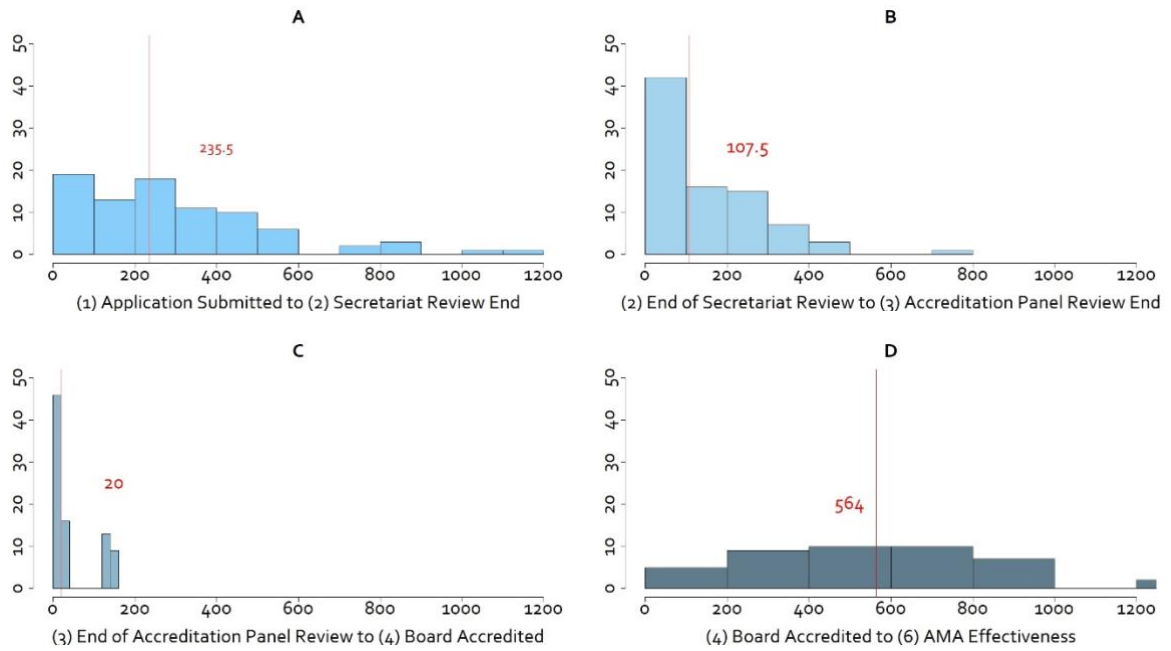 A
50
40
30
20
10
0
235.5
0 200 400 600 800 1000 1200
(1) Application Submitted to (2) Secretariat Review End
B
50
40
30
20
10
0
107.5
0 200 400 600 800 1000 1200
(2) End of Secretariat Review to (3) Accreditation Panel Review End
C
50
40
30
20
10
0
20
0 200 400 600 800 1000 1200
(3) End of Accreditation Panel Review to (4) Board Accredited
D
50
40
30
20
10
0
564
0 200 400 600 800 1000 1200
(4) Board Accredited to (6) AMA Effectiveness